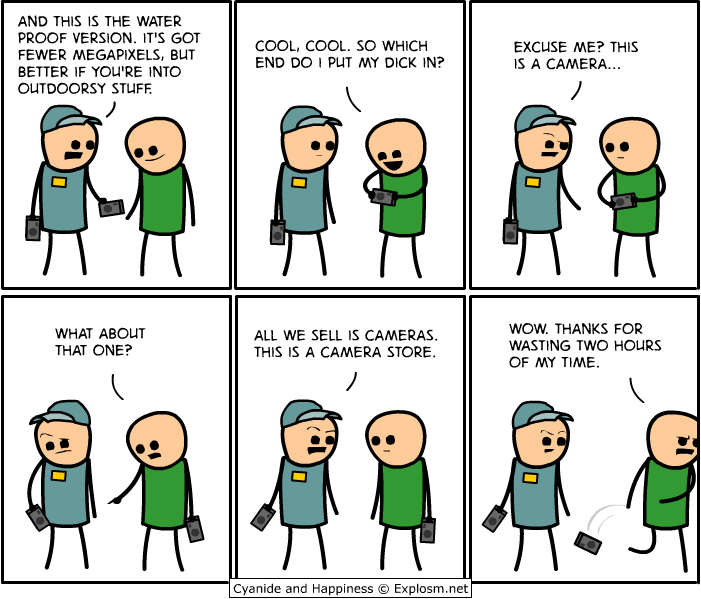 AND THIS IS THE WATER
PROOF VERSION. IT'S GOT
FEWER MEGAPIXELS, BUT
BETTER IF YOU'RE INTO
OUTDOORSY STUFF.
COOL, COOL. SO WHICH
END DO I PUT MY DICK IN?
EXCUSE ME? THIS
IS A CAMERA...
WHAT ABOUT
THAT ONE?
ALL WE SELL IS CAMERAS.
THIS IS A CAMERA STORE.
WOW. THANKS FOR
WASTING TWO HOURS
OF MY TIME.
Cyanide and Happiness © Explosm.net